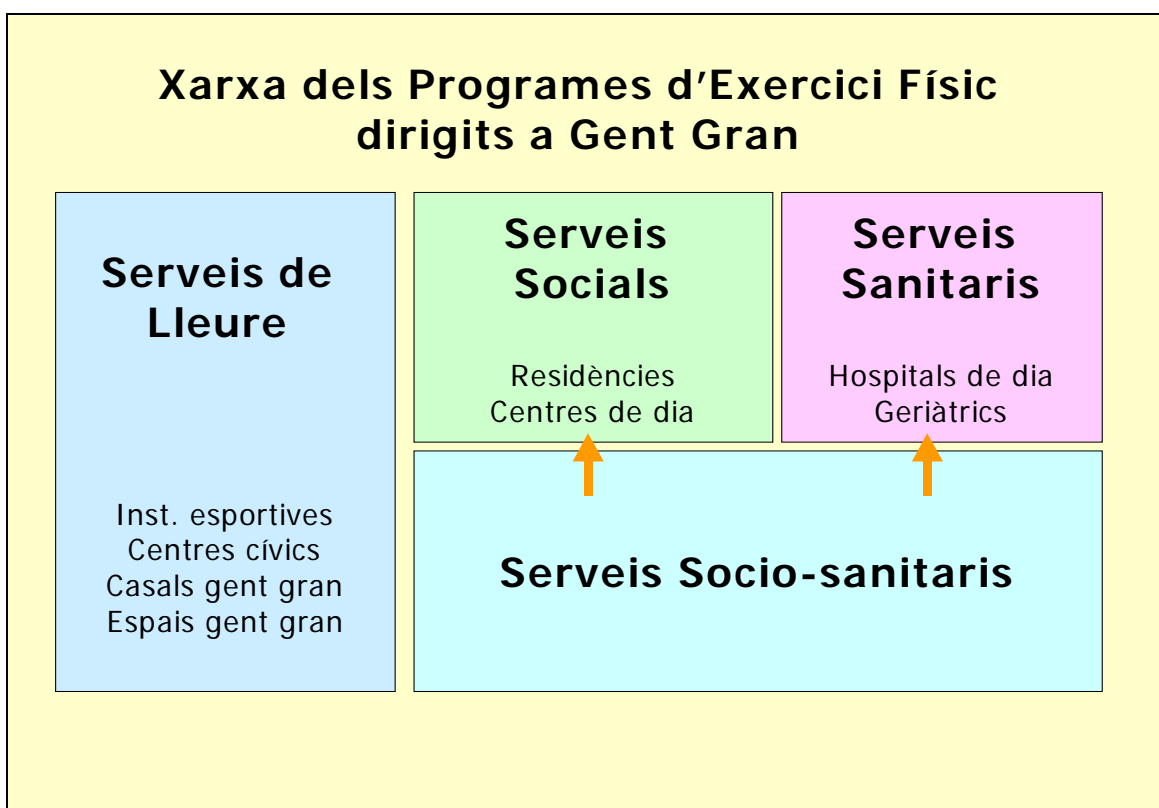 Xarxa dels Programes d’Exercici Físic
dirigits a Gent Gran
Serveis de
Lleure
Inst. esportives
Centres cívics
Casals gent gran
Espais gent gran
Serveis
Socials
Residències
Centres de dia
Serveis
Sanitaris
Hospitals de dia
Geriàtrics
Serveis Socio-sanitaris